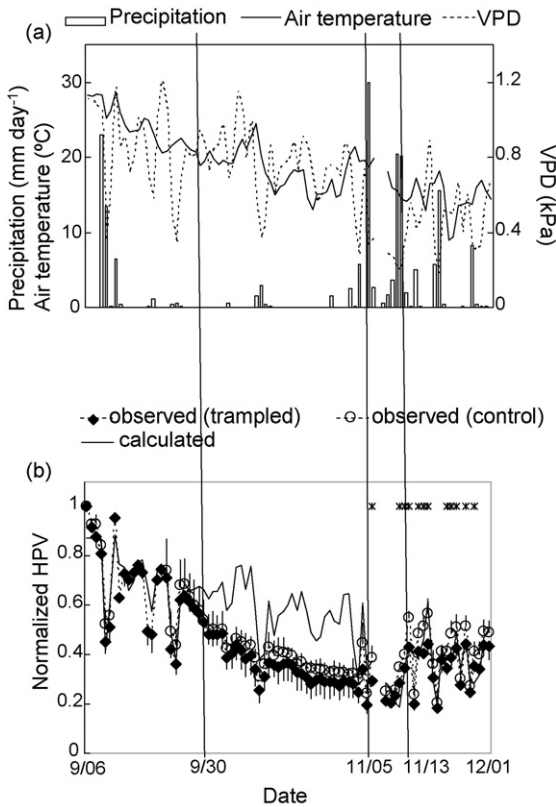 Precipitation Air temperature VPD
(a)
Precipitation (mm day⁻¹)
Air temperature (ºC)
30
20
10
0
1.2
0.8
0.4
0
VPD (kPa)
observed (trampled) observed (control)
calculated
(b)
Normalized HPV
1
0.8
0.6
0.4
0.2
0
9/06 9/30 11/05 11/13 12/01
Date